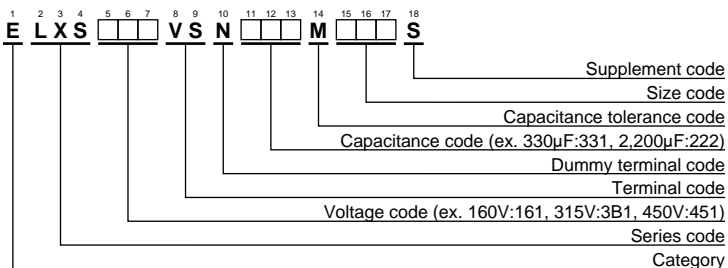 1 2 3 4 5 6 7 8 9 10 11 12 13 14 15 16 17 18
E L X S □□□ V S N □□□ M □□□ S
Supplement code
Size code
Capacitance tolerance code
Capacitance code (ex. 330μF:331, 2,200μF:222)
Dummy terminal code
Terminal code
Voltage code (ex. 160V:161, 315V:3B1, 450V:451)
Series code
Category